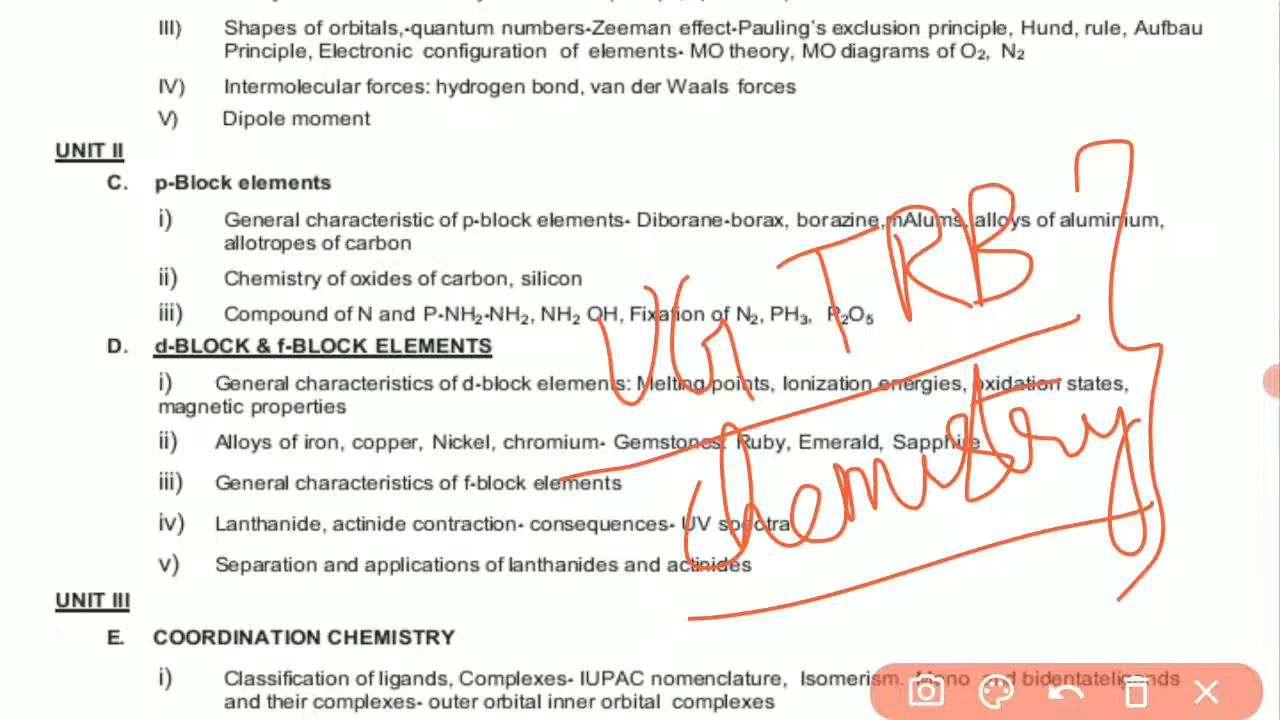 III) Shapes of orbitals,-quantum numbers-Zeeman effect-Pauling's exclusion principle, Hund, rule, Aufbau
Principle, Electronic configuration of elements- MO theory, MO diagrams of O₂, N₂
IV) Intermolecular forces: hydrogen bond, van der Waals forces
V) Dipole moment
UNIT II
C. p-Block elements
i) General characteristic of p-block elements- Diborane-borax, borazine,mAlums, alloys of aluminium,
allotropes of carbon
ii) Chemistry of oxides of carbon, silicon
iii) Compound of N and P-NH₂-NH₂, NH₂ OH, Fixation of N₂, PH₃, P₂O₅
D. d-BLOCK & f-BLOCK ELEMENTS
i) General characteristics of d-block elements: Melting points, Ionization energies, oxidation states,
magnetic properties
ii) Alloys of iron, copper, Nickel, chromium- Gemstones: Ruby, Emerald, Sapphire
iii) General characteristics of f-block elements
iv) Lanthanide, actinide contraction- consequences- UV spectra
v) Separation and applications of lanthanides and actinides
UNIT III
E. COORDINATION CHEMISTRY
i) Classification of ligands, Complexes- IUPAC nomenclature, Isomerism. Mono and bidentateligands
and their complexes- outer orbital inner orbital complexes
UG TRB
chemistry